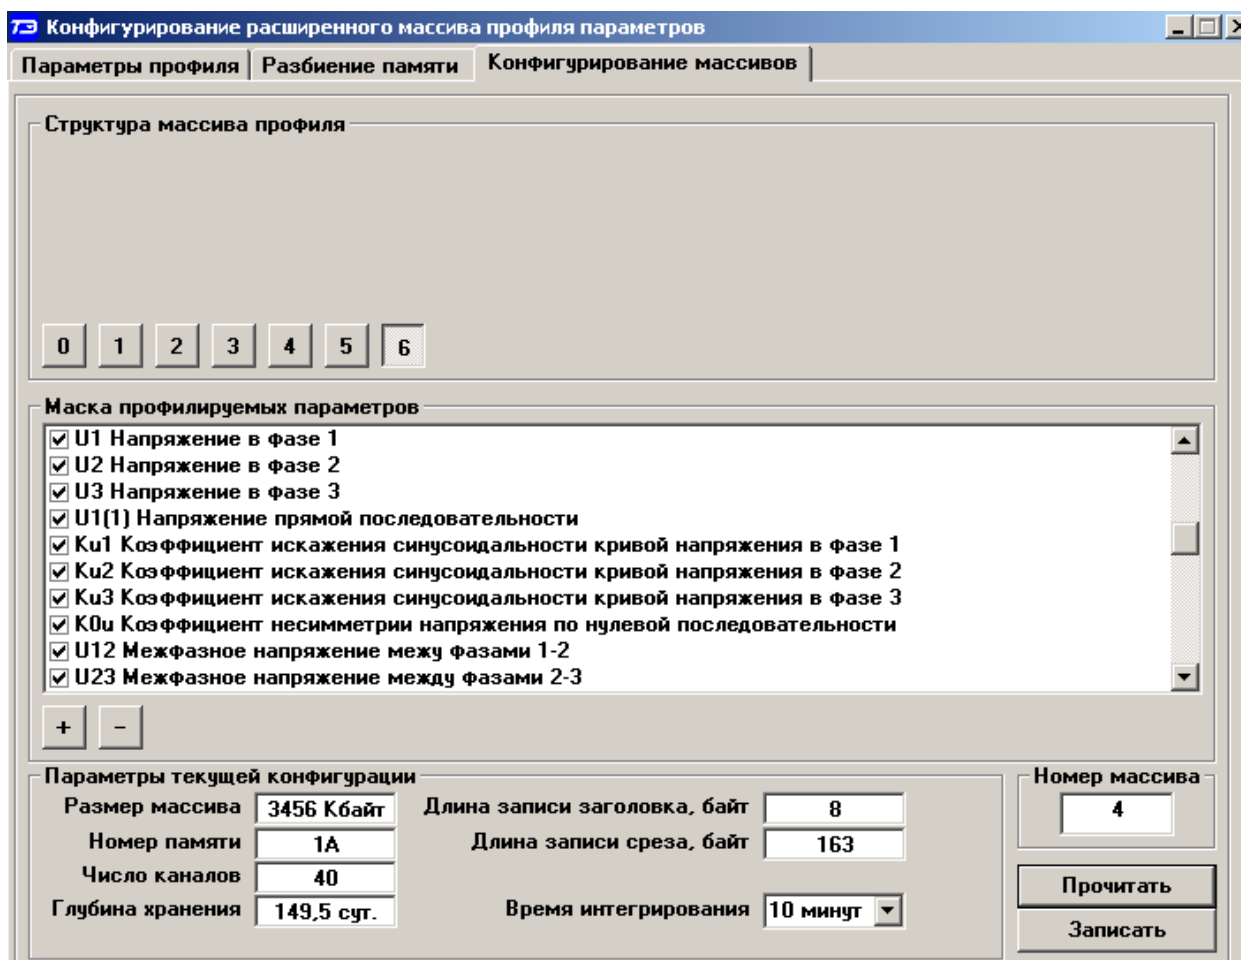 ТЭ Конфигурирование расширенного массива профиля параметров
Параметры профиля Разбиение памяти Конфигурирование массивов
Структура массива профиля
0 1 2 3 4 5 6
Маска профилируемых параметров
U1 Напряжение в фазе 1
U2 Напряжение в фазе 2
U3 Напряжение в фазе 3
U1(1) Напряжение прямой последовательности
Ku1 Коэффициент искажения синусоидальности кривой напряжения в фазе 1
Ku2 Коэффициент искажения синусоидальности кривой напряжения в фазе 2
Ku3 Коэффициент искажения синусоидальности кривой напряжения в фазе 3
K0u Коэффициент несимметрии напряжения по нулевой последовательности
U12 Межфазное напряжение межу фазами 1-2
U23 Межфазное напряжение между фазами 2-3
+ -
Параметры текущей конфигурации Номер массива
Размер массива 3456 Кбайт Длина записи заголовка, байт 8 4
Номер памяти 1А Длина записи среза, байт 163
Число каналов 40 Прочитать
Глубина хранения 149,5 сут. Время интегрирования 10 минут
Записать